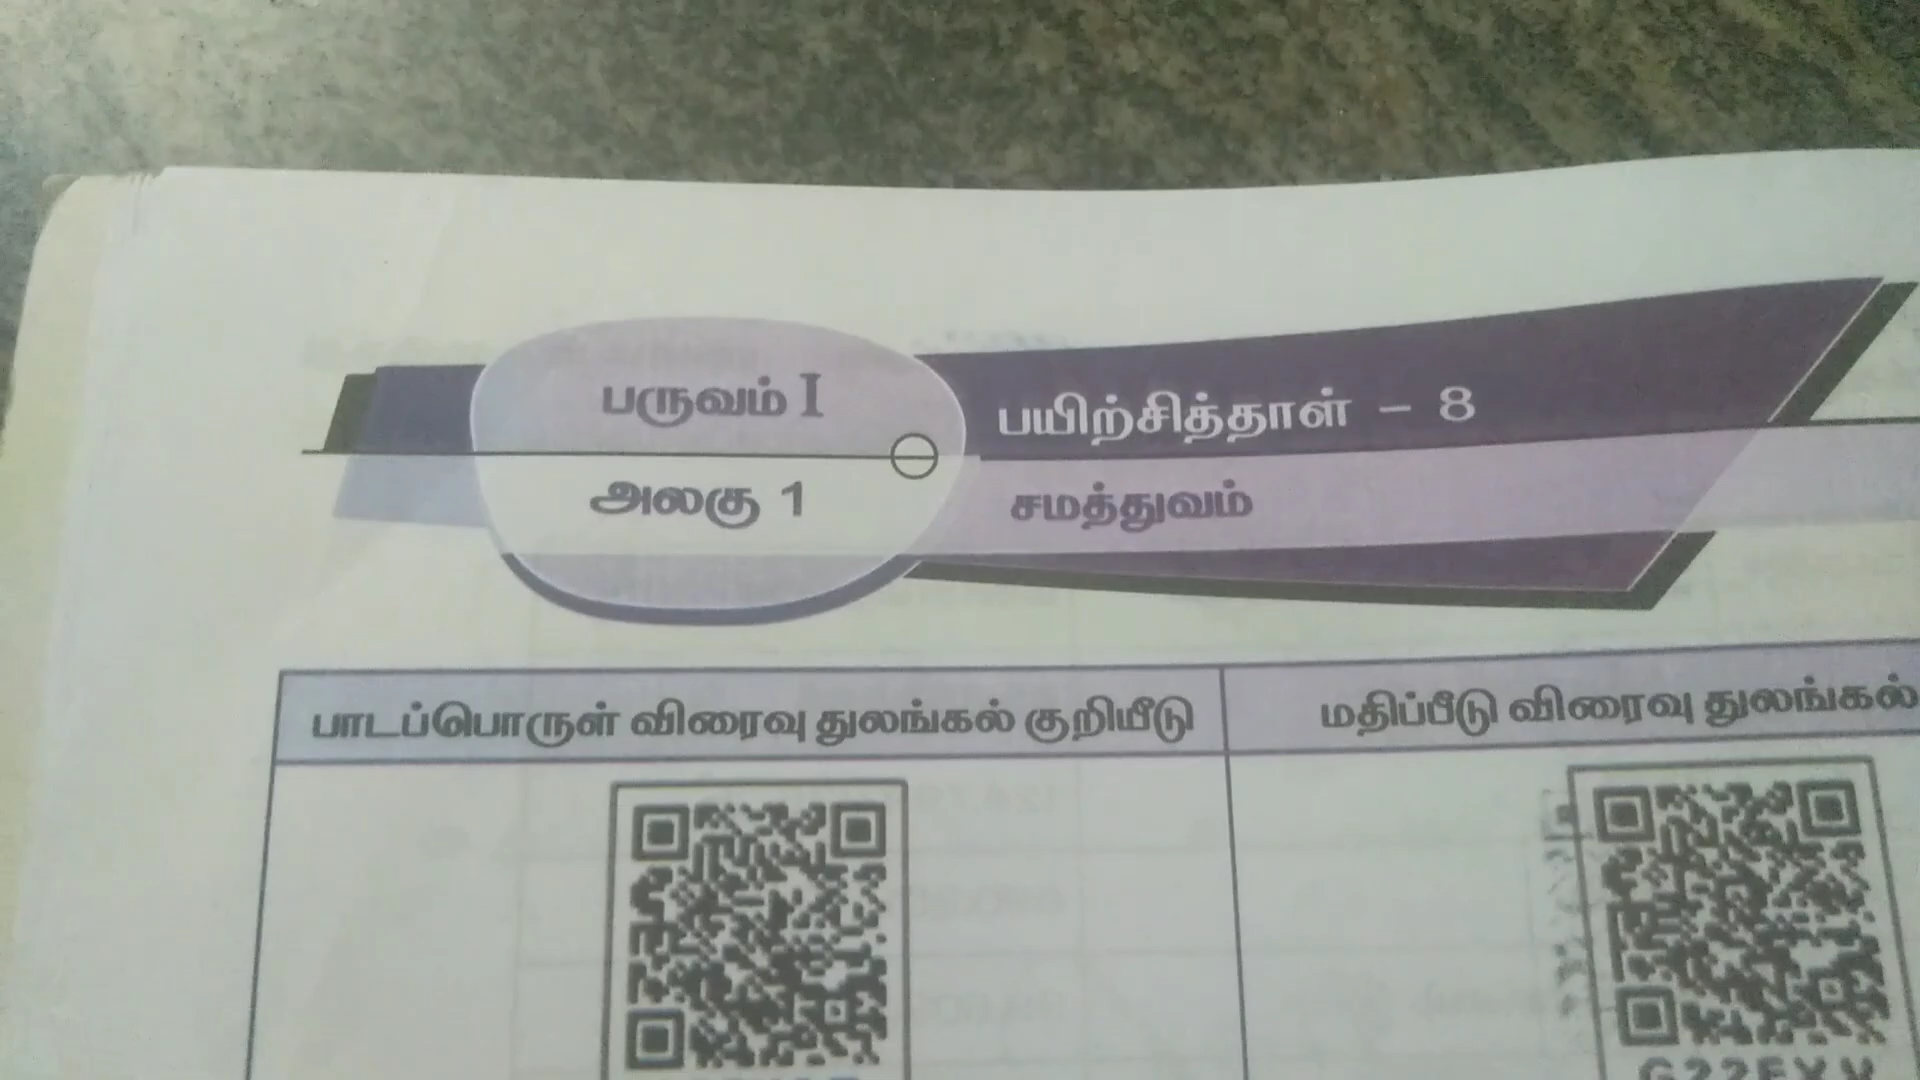 பருவம் I
பயிற்சித்தாள் – 8
அலகு 1
சமத்துவம்
பாடப்பொருள் விரைவு துலங்கல் குறியீடு
மதிப்பீடு விரைவு துலங்கல்